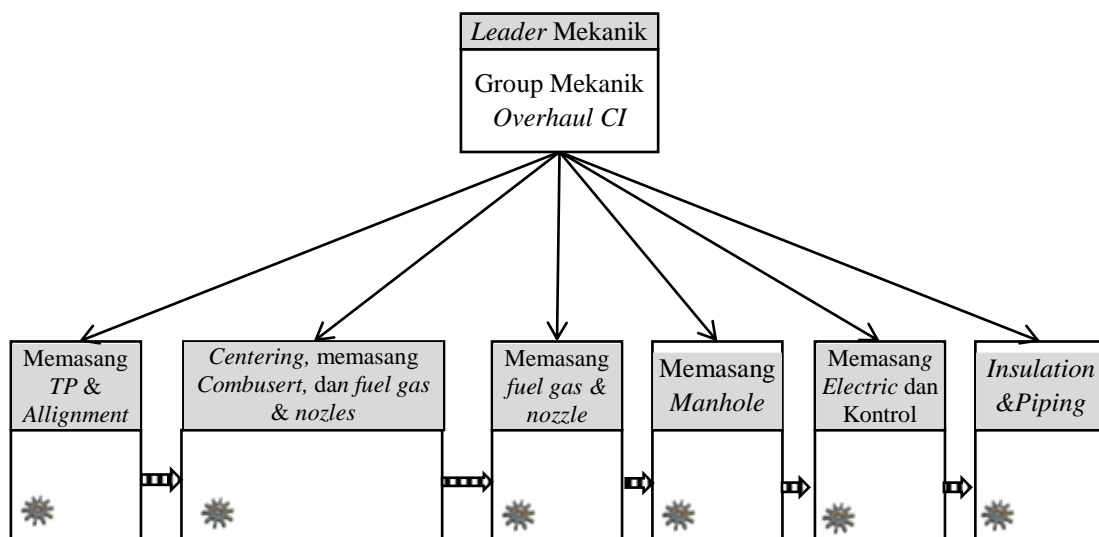 Leader Mekanik
Group Mekanik
Overhaul CI
Memasang
TP &
Allignment
Centering, memasang
Combusert, dan fuel gas
& nozles
Memasang
fuel gas &
nozzle
Memasang
Manhole
Memasang
Electric dan
Kontrol
Insulation
&Piping